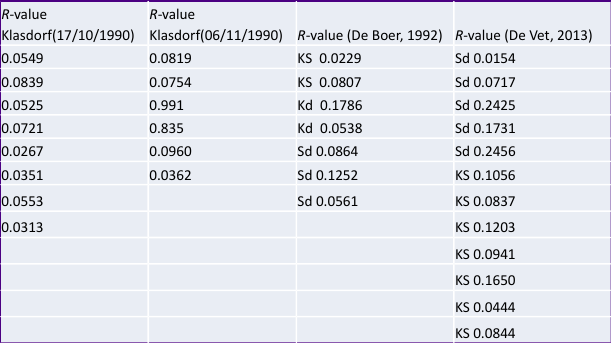 R-value R-value
Klasdorf(17/10/1990) Klasdorf(06/11/1990) R-value (De Boer, 1992) R-value (De Vet, 2013)
0.0549 0.0819 KS 0.0229 Sd 0.0154
0.0839 0.0754 KS 0.0807 Sd 0.0717
0.0525 0.991 Kd 0.1786 Sd 0.2425
0.0721 0.835 Kd 0.0538 Sd 0.1731
0.0267 0.0960 Sd 0.0864 Sd 0.2456
0.0351 0.0362 Sd 0.1252 KS 0.1056
0.0553 Sd 0.0561 KS 0.0837
0.0313 KS 0.1203
KS 0.0941
KS 0.1650
KS 0.0444
KS 0.0844